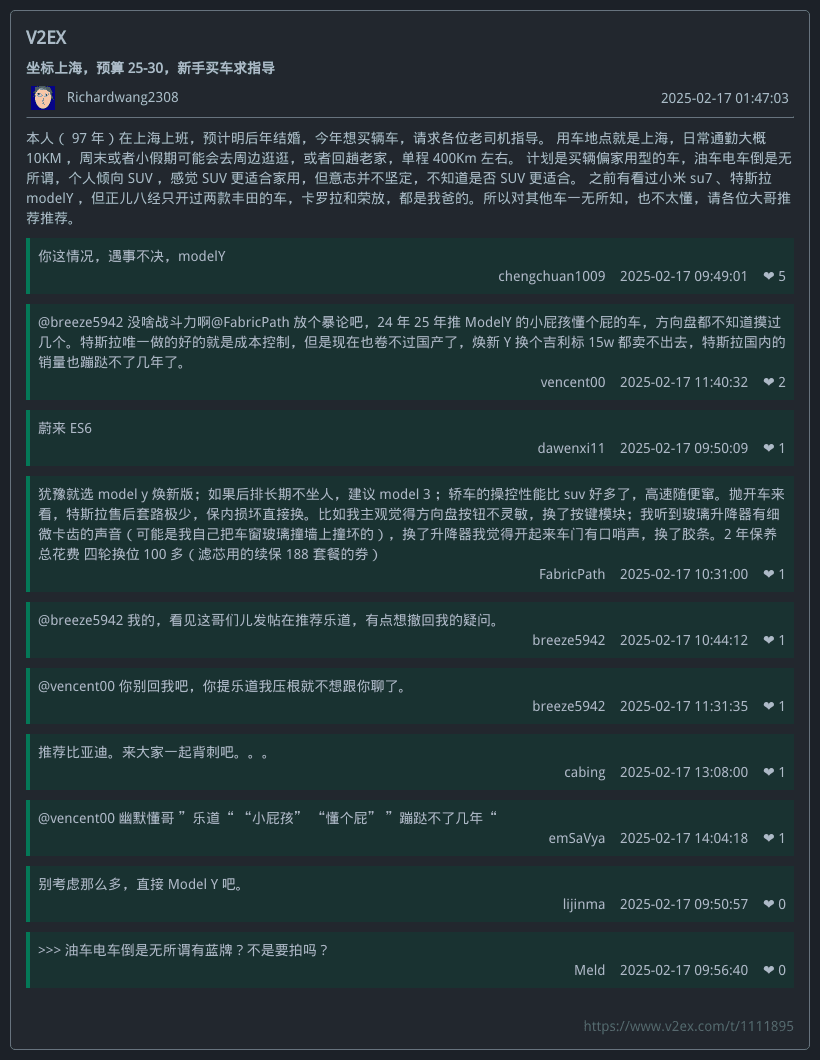 V2EX
坐标上海，预算 25-30，新手买车求指导
Richardwang2308 2025-02-17 01:47:03
本人（ 97 年）在上海上班，预计明后年结婚，今年想买辆车，请求各位老司机指导。 用车地点就是上海，日常通勤大概
10KM ，周末或者小假期可能会去周边逛逛，或者回趟老家，单程 400Km 左右。 计划是买辆偏家用型的车，油车电车倒是无
所谓，个人倾向 SUV ，感觉 SUV 更适合家用，但意志并不坚定，不知道是否 SUV 更适合。 之前有看过小米 su7 、特斯拉
modelY ，但正儿八经只开过两款丰田的车，卡罗拉和荣放，都是我爸的。所以对其他车一无所知，也不太懂，请各位大哥推
荐推荐。
你这情况，遇事不决，modelY
chengchuan1009 2025-02-17 09:49:01 ❤ 5
@breeze5942 没啥战斗力啊@FabricPath 放个暴论吧，24 年 25 年推 ModelY 的小屁孩懂个屁的车，方向盘都不知道摸过
几个。特斯拉唯一做的好的就是成本控制，但是现在也卷不过国产了，焕新 Y 换个吉利标 15w 都卖不出去，特斯拉国内的
销量也蹦跶不了几年了。
vencent00 2025-02-17 11:40:32 ❤ 2
蔚来 ES6
dawenxi11 2025-02-17 09:50:09 ❤ 1
犹豫就选 model y 焕新版；如果后排长期不坐人，建议 model 3 ；轿车的操控性能比 suv 好多了，高速随便窜。抛开车来
看，特斯拉售后套路极少，保内损坏直接换。比如我主观觉得方向盘按钮不灵敏，换了按键模块；我听到玻璃升降器有细
微卡齿的声音（可能是我自己把车窗玻璃撞墙上撞坏的），换了升降器我觉得开起来车门有口哨声，换了胶条。2 年保养
总花费 四轮换位 100 多（滤芯用的续保 188 套餐的券）
FabricPath 2025-02-17 10:31:00 ❤ 1
@breeze5942 我的，看见这哥们儿发帖在推荐乐道，有点想撤回我的疑问。
breeze5942 2025-02-17 10:44:12 ❤ 1
@vencent00 你别回我吧，你提乐道我压根就不想跟你聊了。
breeze5942 2025-02-17 11:31:35 ❤ 1
推荐比亚迪。来大家一起背刺吧。。。
cabing 2025-02-17 13:08:00 ❤ 1
@vencent00 幽默懂哥 ”乐道“ “小屁孩” “懂个屁” ”蹦跶不了几年“
emSaVya 2025-02-17 14:04:18 ❤ 1
别考虑那么多，直接 Model Y 吧。
lijinma 2025-02-17 09:50:57 ❤ 0
>>> 油车电车倒是无所谓有蓝牌？不是要拍吗？
Meld 2025-02-17 09:56:40 ❤ 0
https://www.v2ex.com/t/1111895